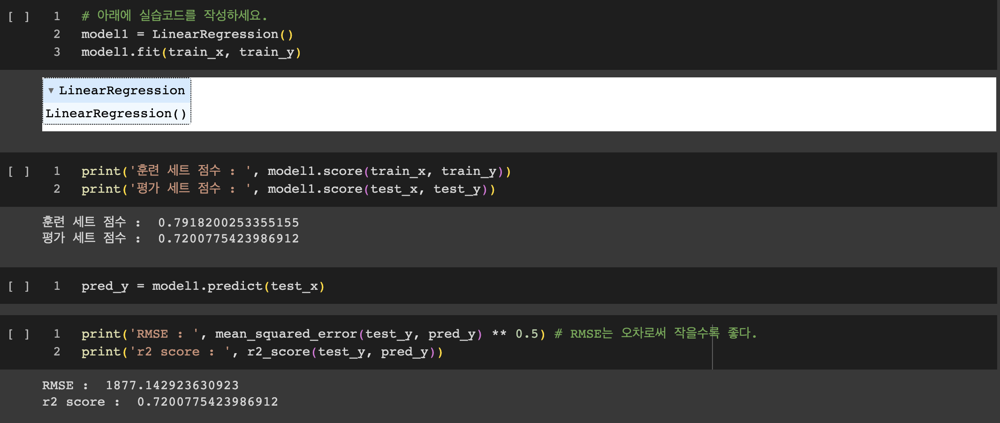 [ ] 1 # 아래에 실습코드를 작성하세요.
2 model1 = LinearRegression()
3 model1.fit(train_x, train_y)
▼ LinearRegression
LinearRegression()
[ ] 1 print('훈련 세트 점수 : ', model1.score(train_x, train_y))
2 print('평가 세트 점수 : ', model1.score(test_x, test_y))
훈련 세트 점수 :  0.7918200253355155
평가 세트 점수 :  0.7200775423986912
[ ] 1 pred_y = model1.predict(test_x)
[ ] 1 print('RMSE : ', mean_squared_error(test_y, pred_y) ** 0.5) # RMSE는 오차로써 작을수록 좋다.
2 print('r2 score : ', r2_score(test_y, pred_y))
RMSE :  1877.142923630923
r2 score :  0.7200775423986912